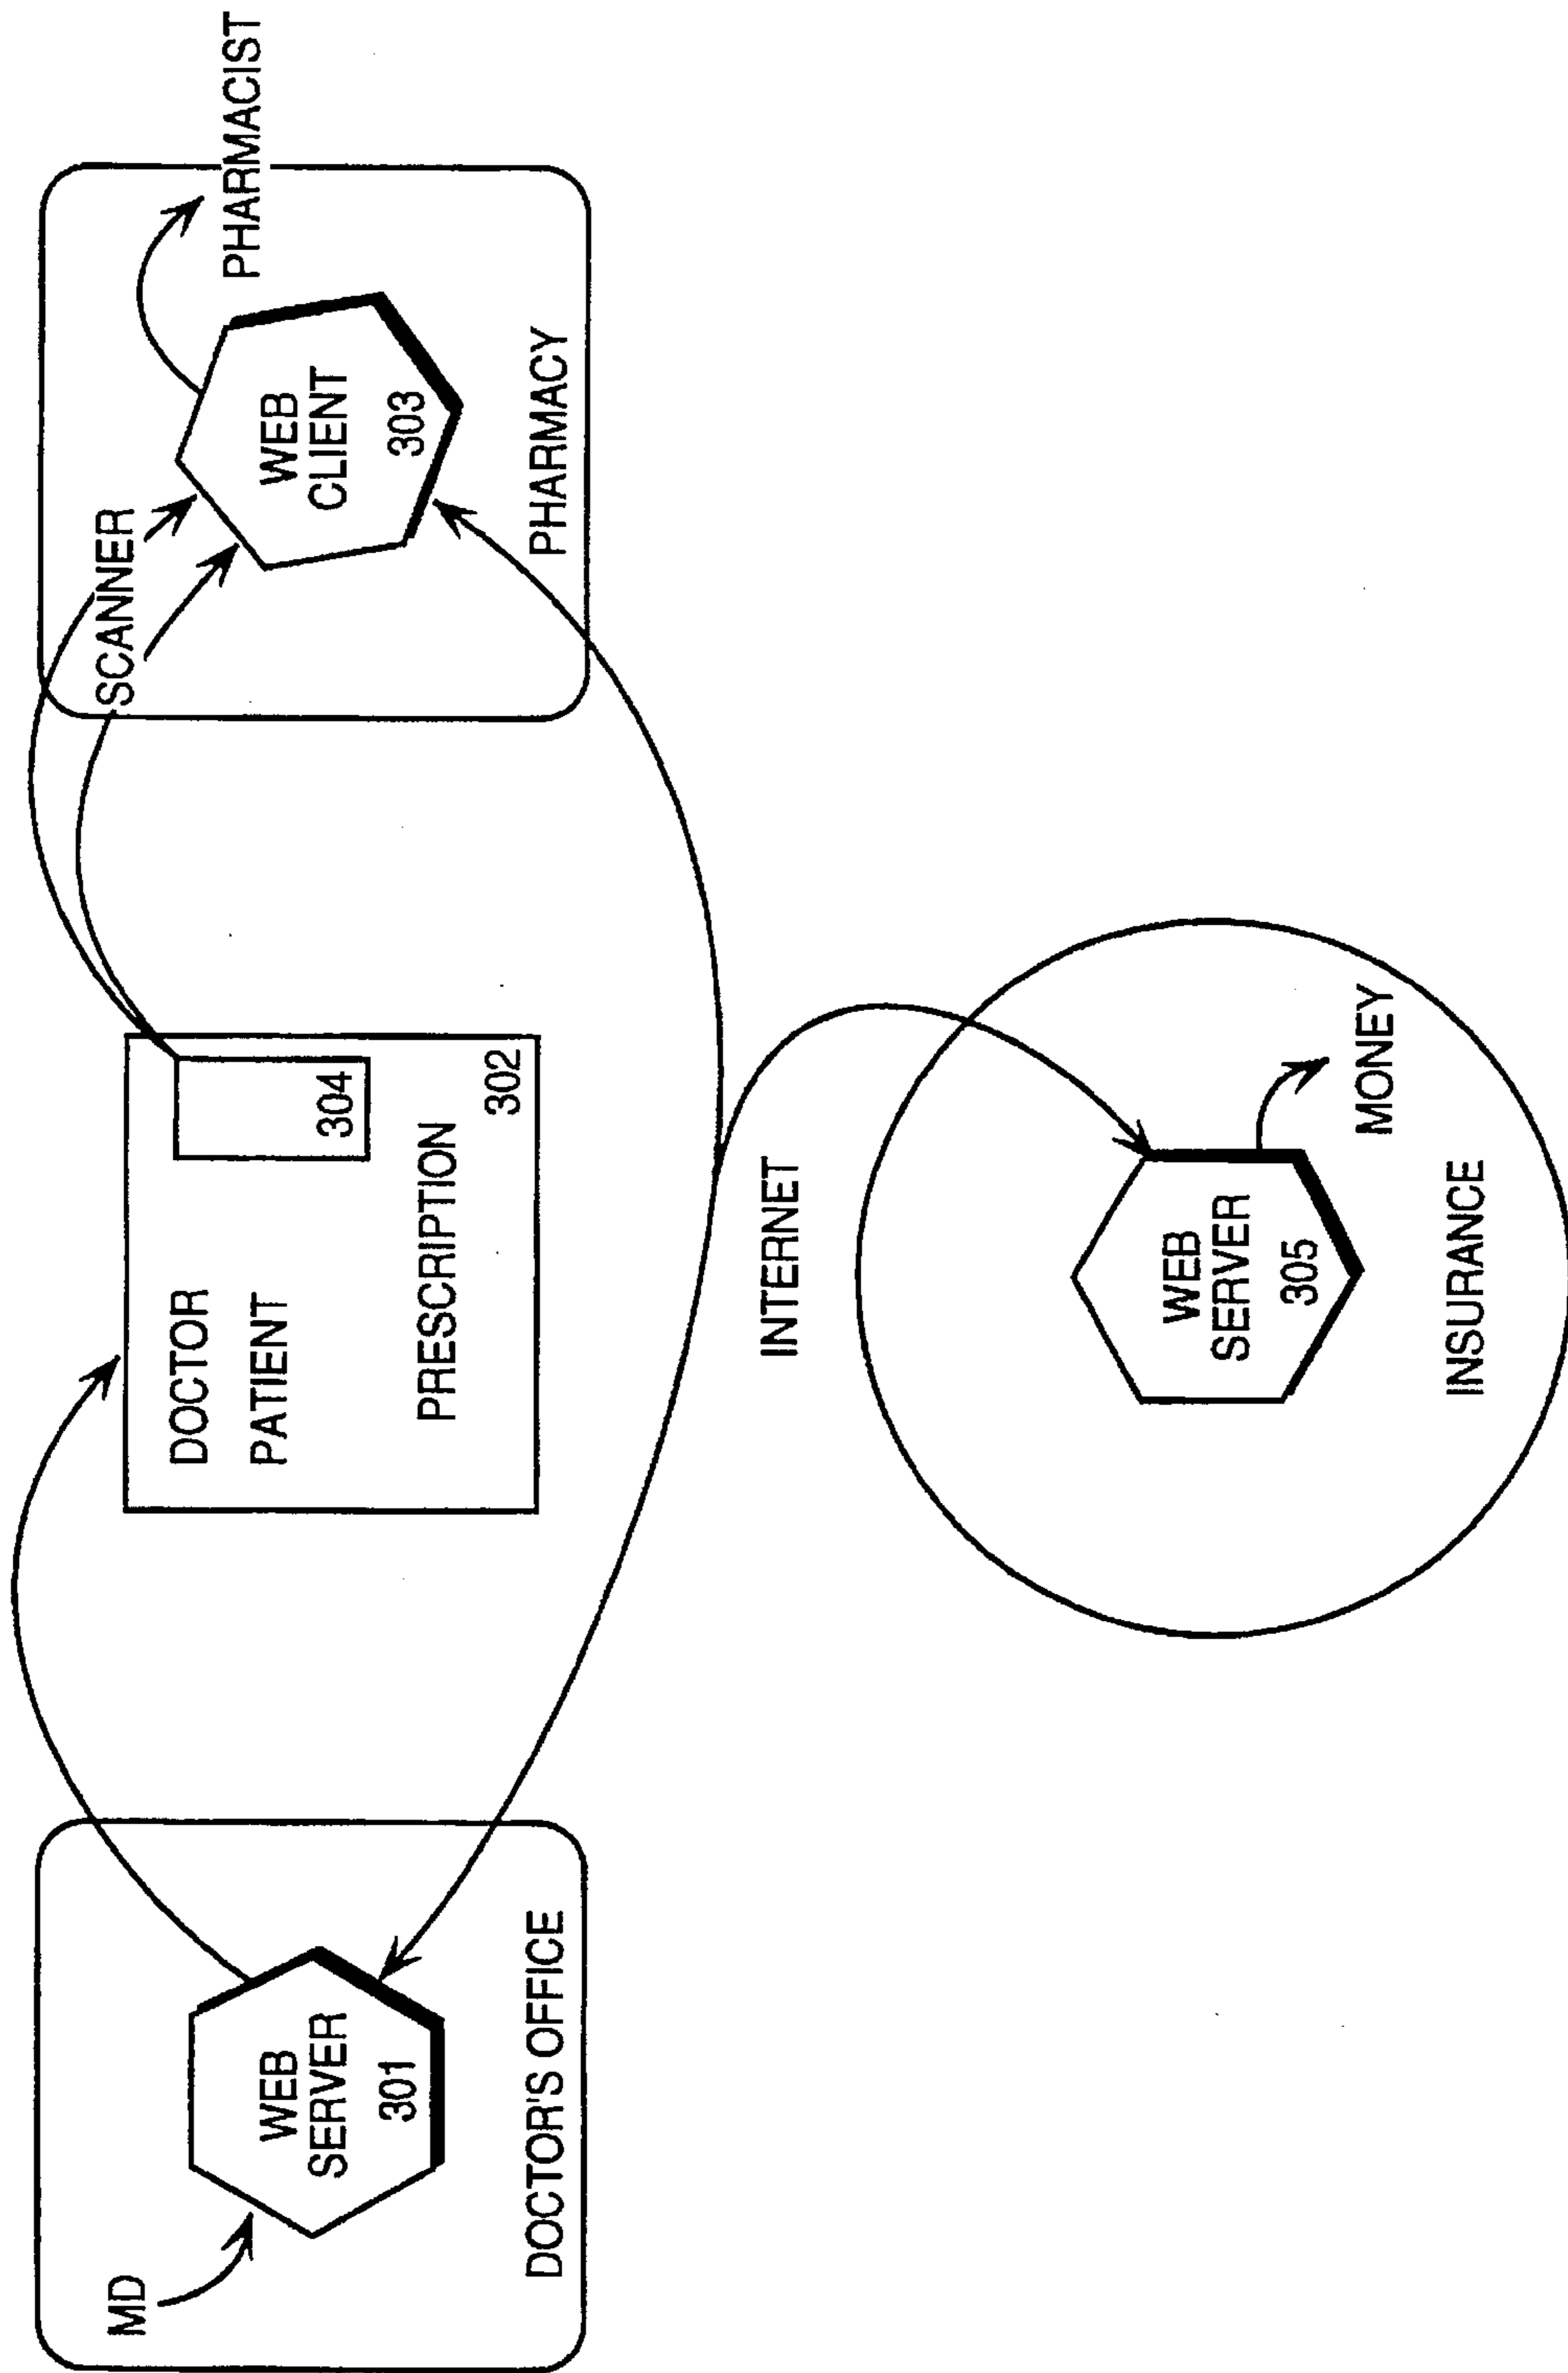 MD
WEB
SERVER
301
DOCTOR'S OFFICE
DOCTOR
PATIENT
PRESCRIPTION
304
302
SCANNER
WEB
CLIENT
303
PHARMACY
PHARMACIST
INTERNET
WEB
SERVER
305
MONEY
INSURANCE